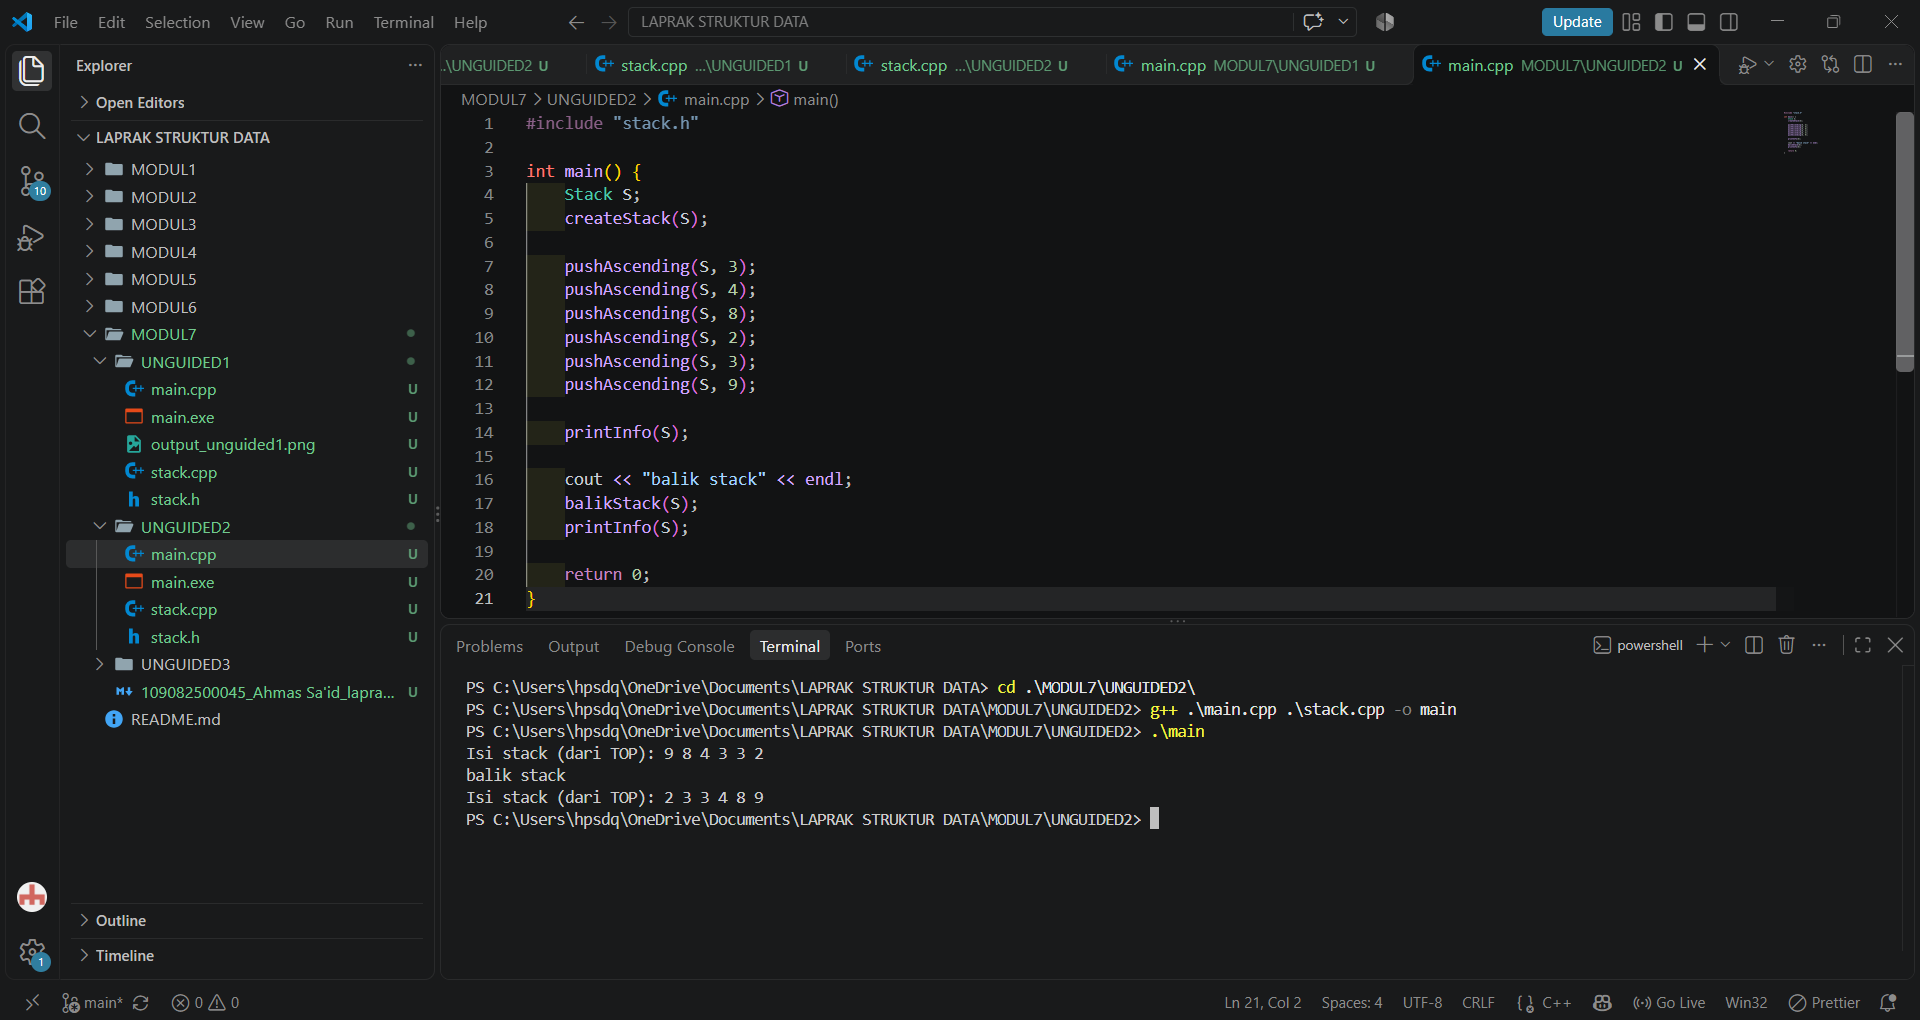 File Edit Selection View Go Run Terminal Help
LAPRAK STRUKTUR DATA
Update
Explorer
Open Editors
LAPRAK STRUKTUR DATA
MODUL1
MODUL2
MODUL3
MODUL4
MODUL5
MODUL6
MODUL7
UNGUIDED1
main.cpp U
main.exe U
output_unguided1.png U
stack.cpp U
stack.h U
UNGUIDED2
main.cpp U
main.exe U
stack.cpp U
stack.h U
UNGUIDED3
109082500045_Ahmas Sa'id_lapra... U
README.md
Outline
Timeline
10
1
..\UNGUIDED2 U
stack.cpp ...\UNGUIDED1 U
stack.cpp ...\UNGUIDED2 U
main.cpp MODUL7\UNGUIDED1 U
main.cpp MODUL7\UNGUIDED2 U
MODUL7 > UNGUIDED2 > main.cpp > main()
1 #include "stack.h"
2
3 int main() {
4 Stack S;
5 createStack(S);
6
7 pushAscending(S, 3);
8 pushAscending(S, 4);
9 pushAscending(S, 8);
10 pushAscending(S, 2);
11 pushAscending(S, 3);
12 pushAscending(S, 9);
13
14 printInfo(S);
15
16 cout << "balik stack" << endl;
17 balikStack(S);
18 printInfo(S);
19
20 return 0;
21 }
Problems Output Debug Console Terminal Ports
powershell
PS C:\Users\hpsdq\OneDrive\Documents\LAPRAK STRUKTUR DATA> cd .\MODUL7\UNGUIDED2\
PS C:\Users\hpsdq\OneDrive\Documents\LAPRAK STRUKTUR DATA\MODUL7\UNGUIDED2> g++ .\main.cpp .\stack.cpp -o main
PS C:\Users\hpsdq\OneDrive\Documents\LAPRAK STRUKTUR DATA\MODUL7\UNGUIDED2> .\main
Isi stack (dari TOP): 9 8 4 3 3 2
balik stack
Isi stack (dari TOP): 2 3 3 4 8 9
PS C:\Users\hpsdq\OneDrive\Documents\LAPRAK STRUKTUR DATA\MODUL7\UNGUIDED2>
main* 0 0
Ln 21, Col 2 Spaces: 4 UTF-8 CRLF {} C++ Go Live Win32 Prettier